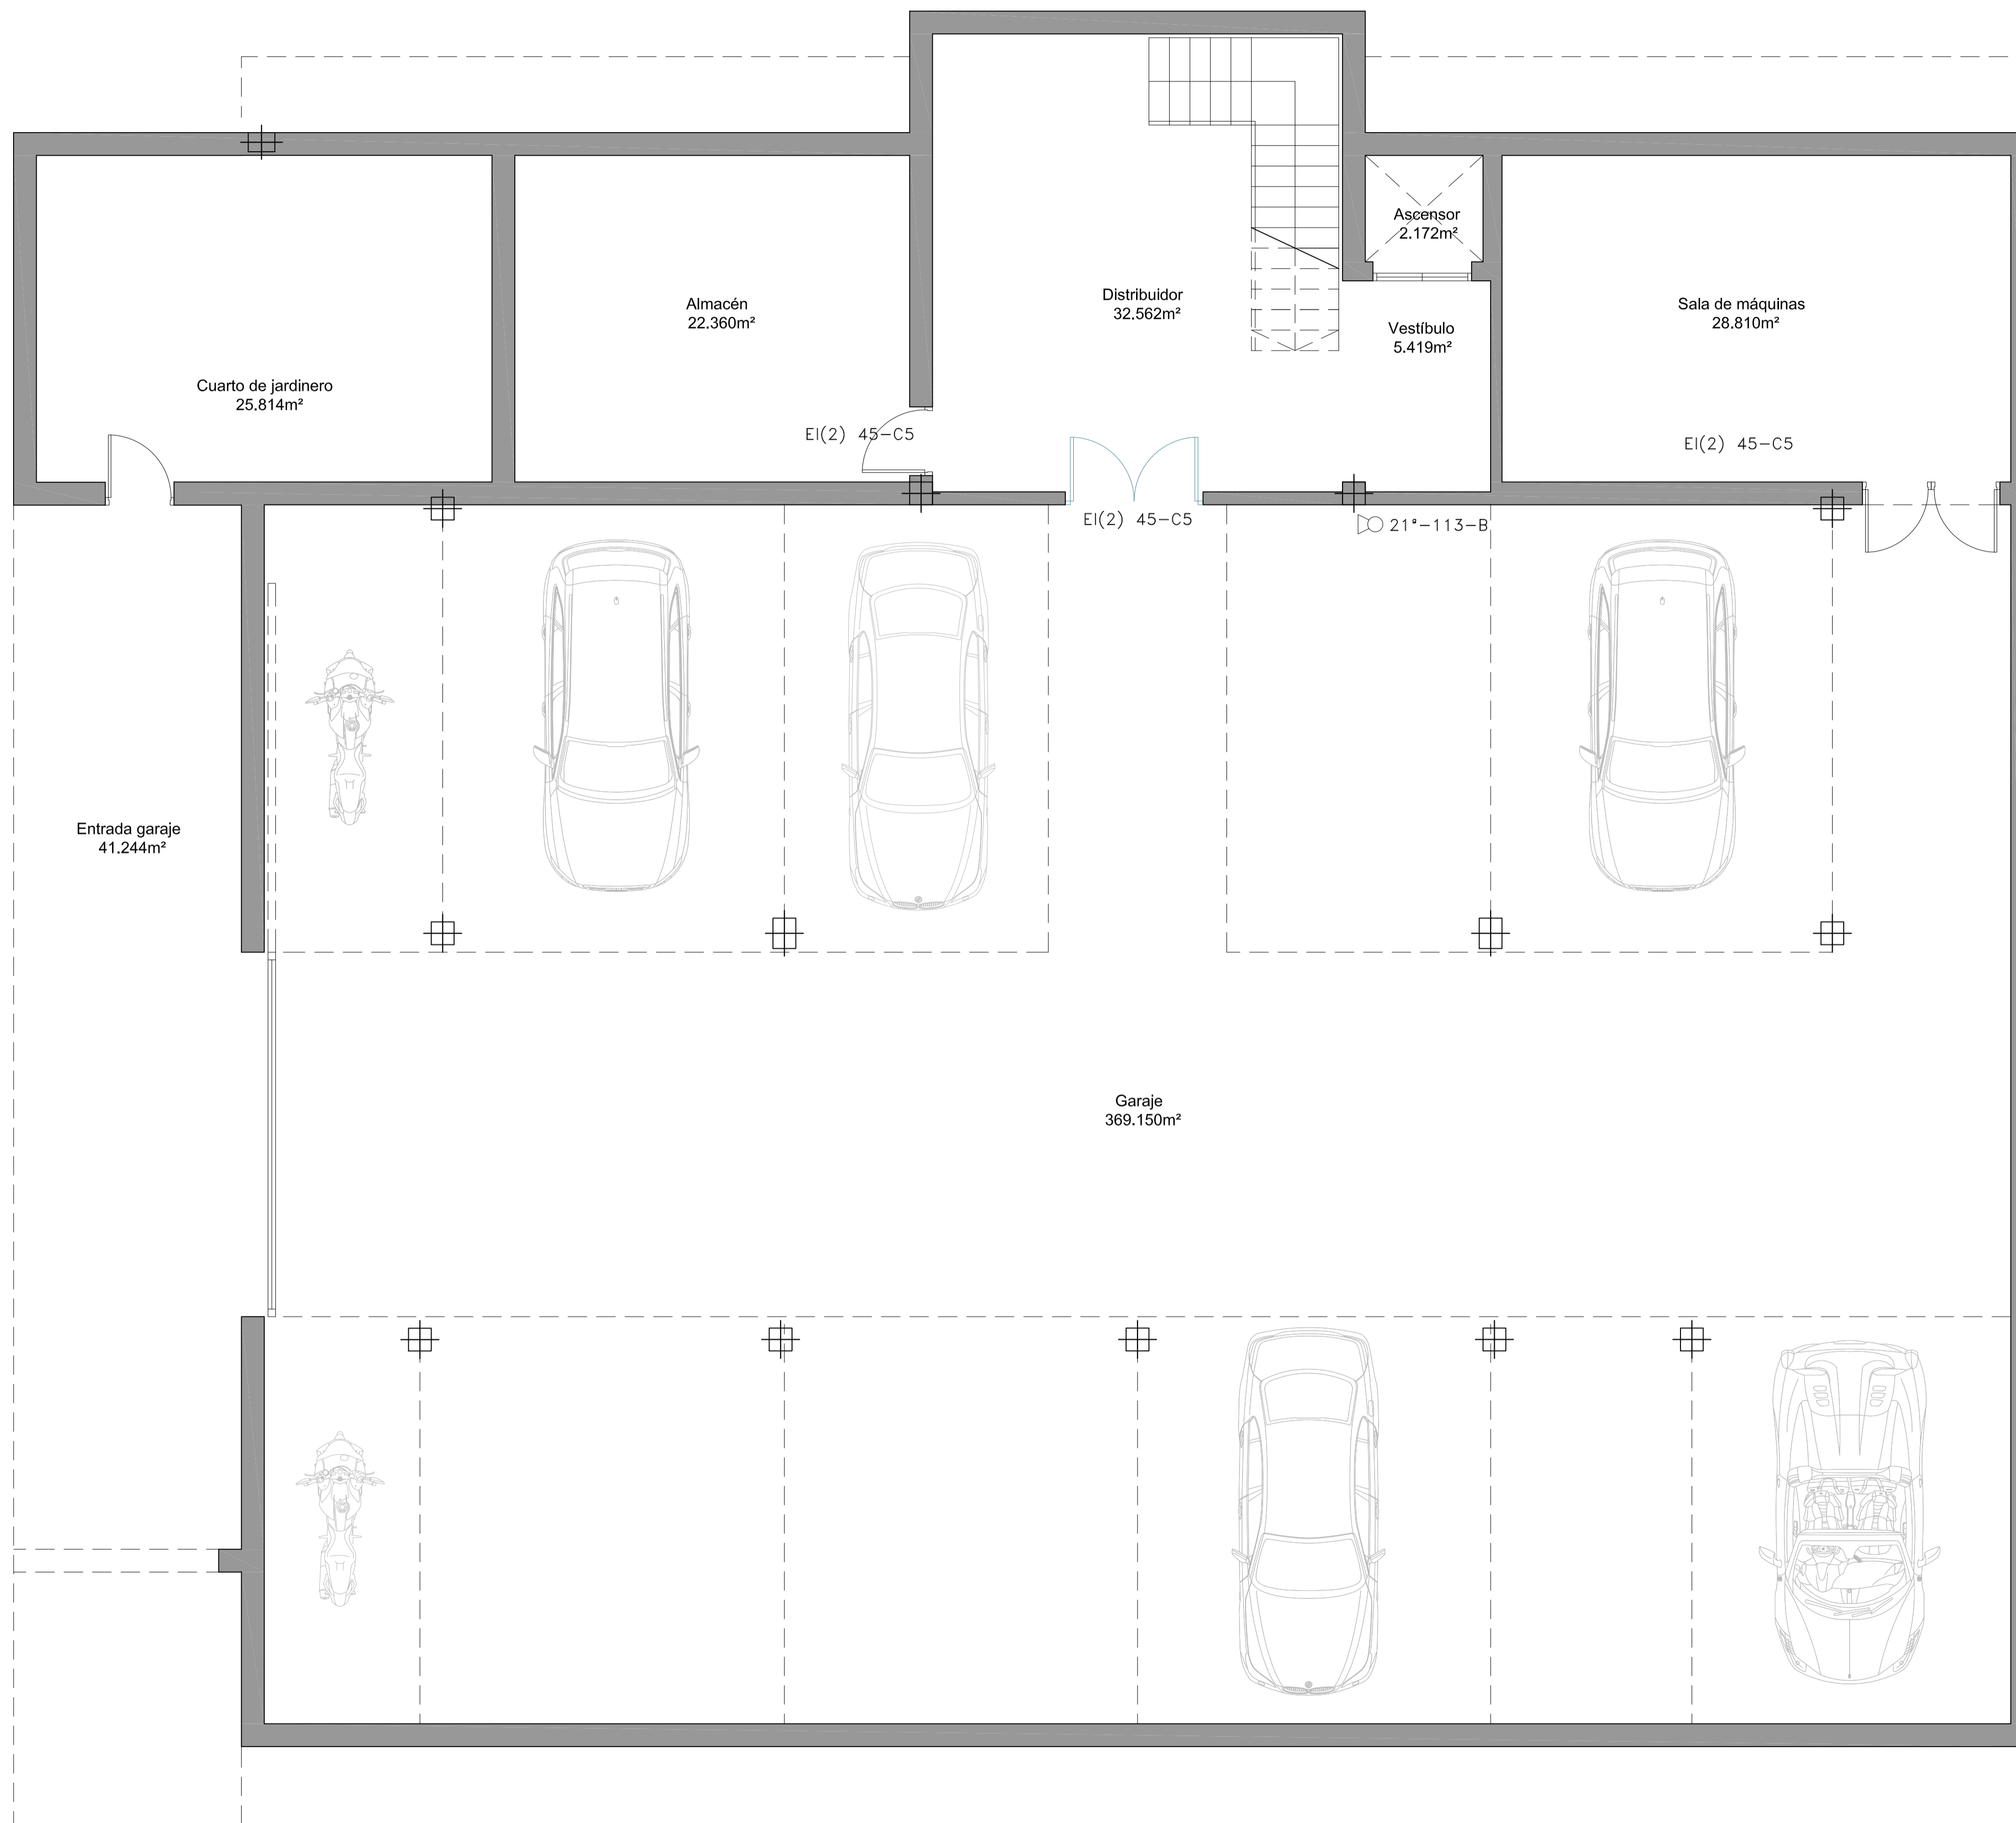 Ascensor
2.172m²
Distribuidor
32.562m²
Almacén
22.360m²
Sala de máquinas
28.810m²
Vestíbulo
5.419m²
Cuarto de jardinero
25.814m²
EI(2) 45-C5
EI(2) 45-C5
EI(2) 45-C5
21ª-113-B
Entrada garaje
41.244m²
Garaje
369.150m²